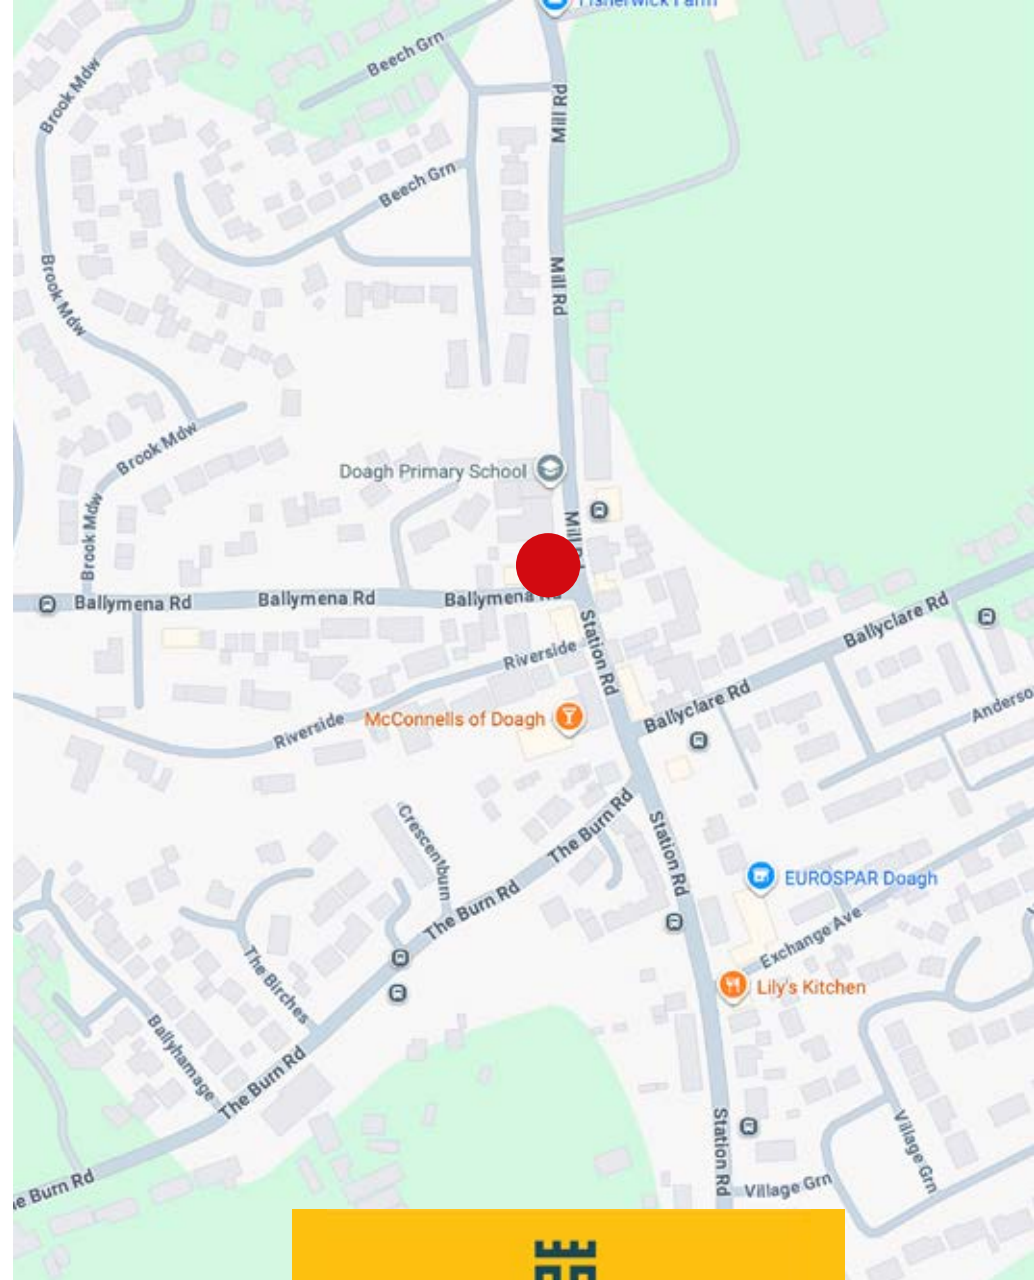 Fisherwick Farm
Beech Grn
Brook Mdw
Mill Rd
Beech Grn
Brook Mdw
Mill Rd
Brook Mdw
Doagh Primary School
Brook Mdw
Mill Rd
Ballymena Rd
Ballymena Rd
Ballymena Rd
Station Rd
Ballyclare Rd
Riverside
Ballyclare Rd
Riverside
McConnells of Doagh
Anderso
Crescentburn
The Burn Rd
Station Rd
EUROSPAR Doagh
The Burn Rd
Exchange Ave
The Birches
Lily's Kitchen
Ballyhamage
The Burn Rd
Station Rd
Village Grn
e Burn Rd
Village Grn